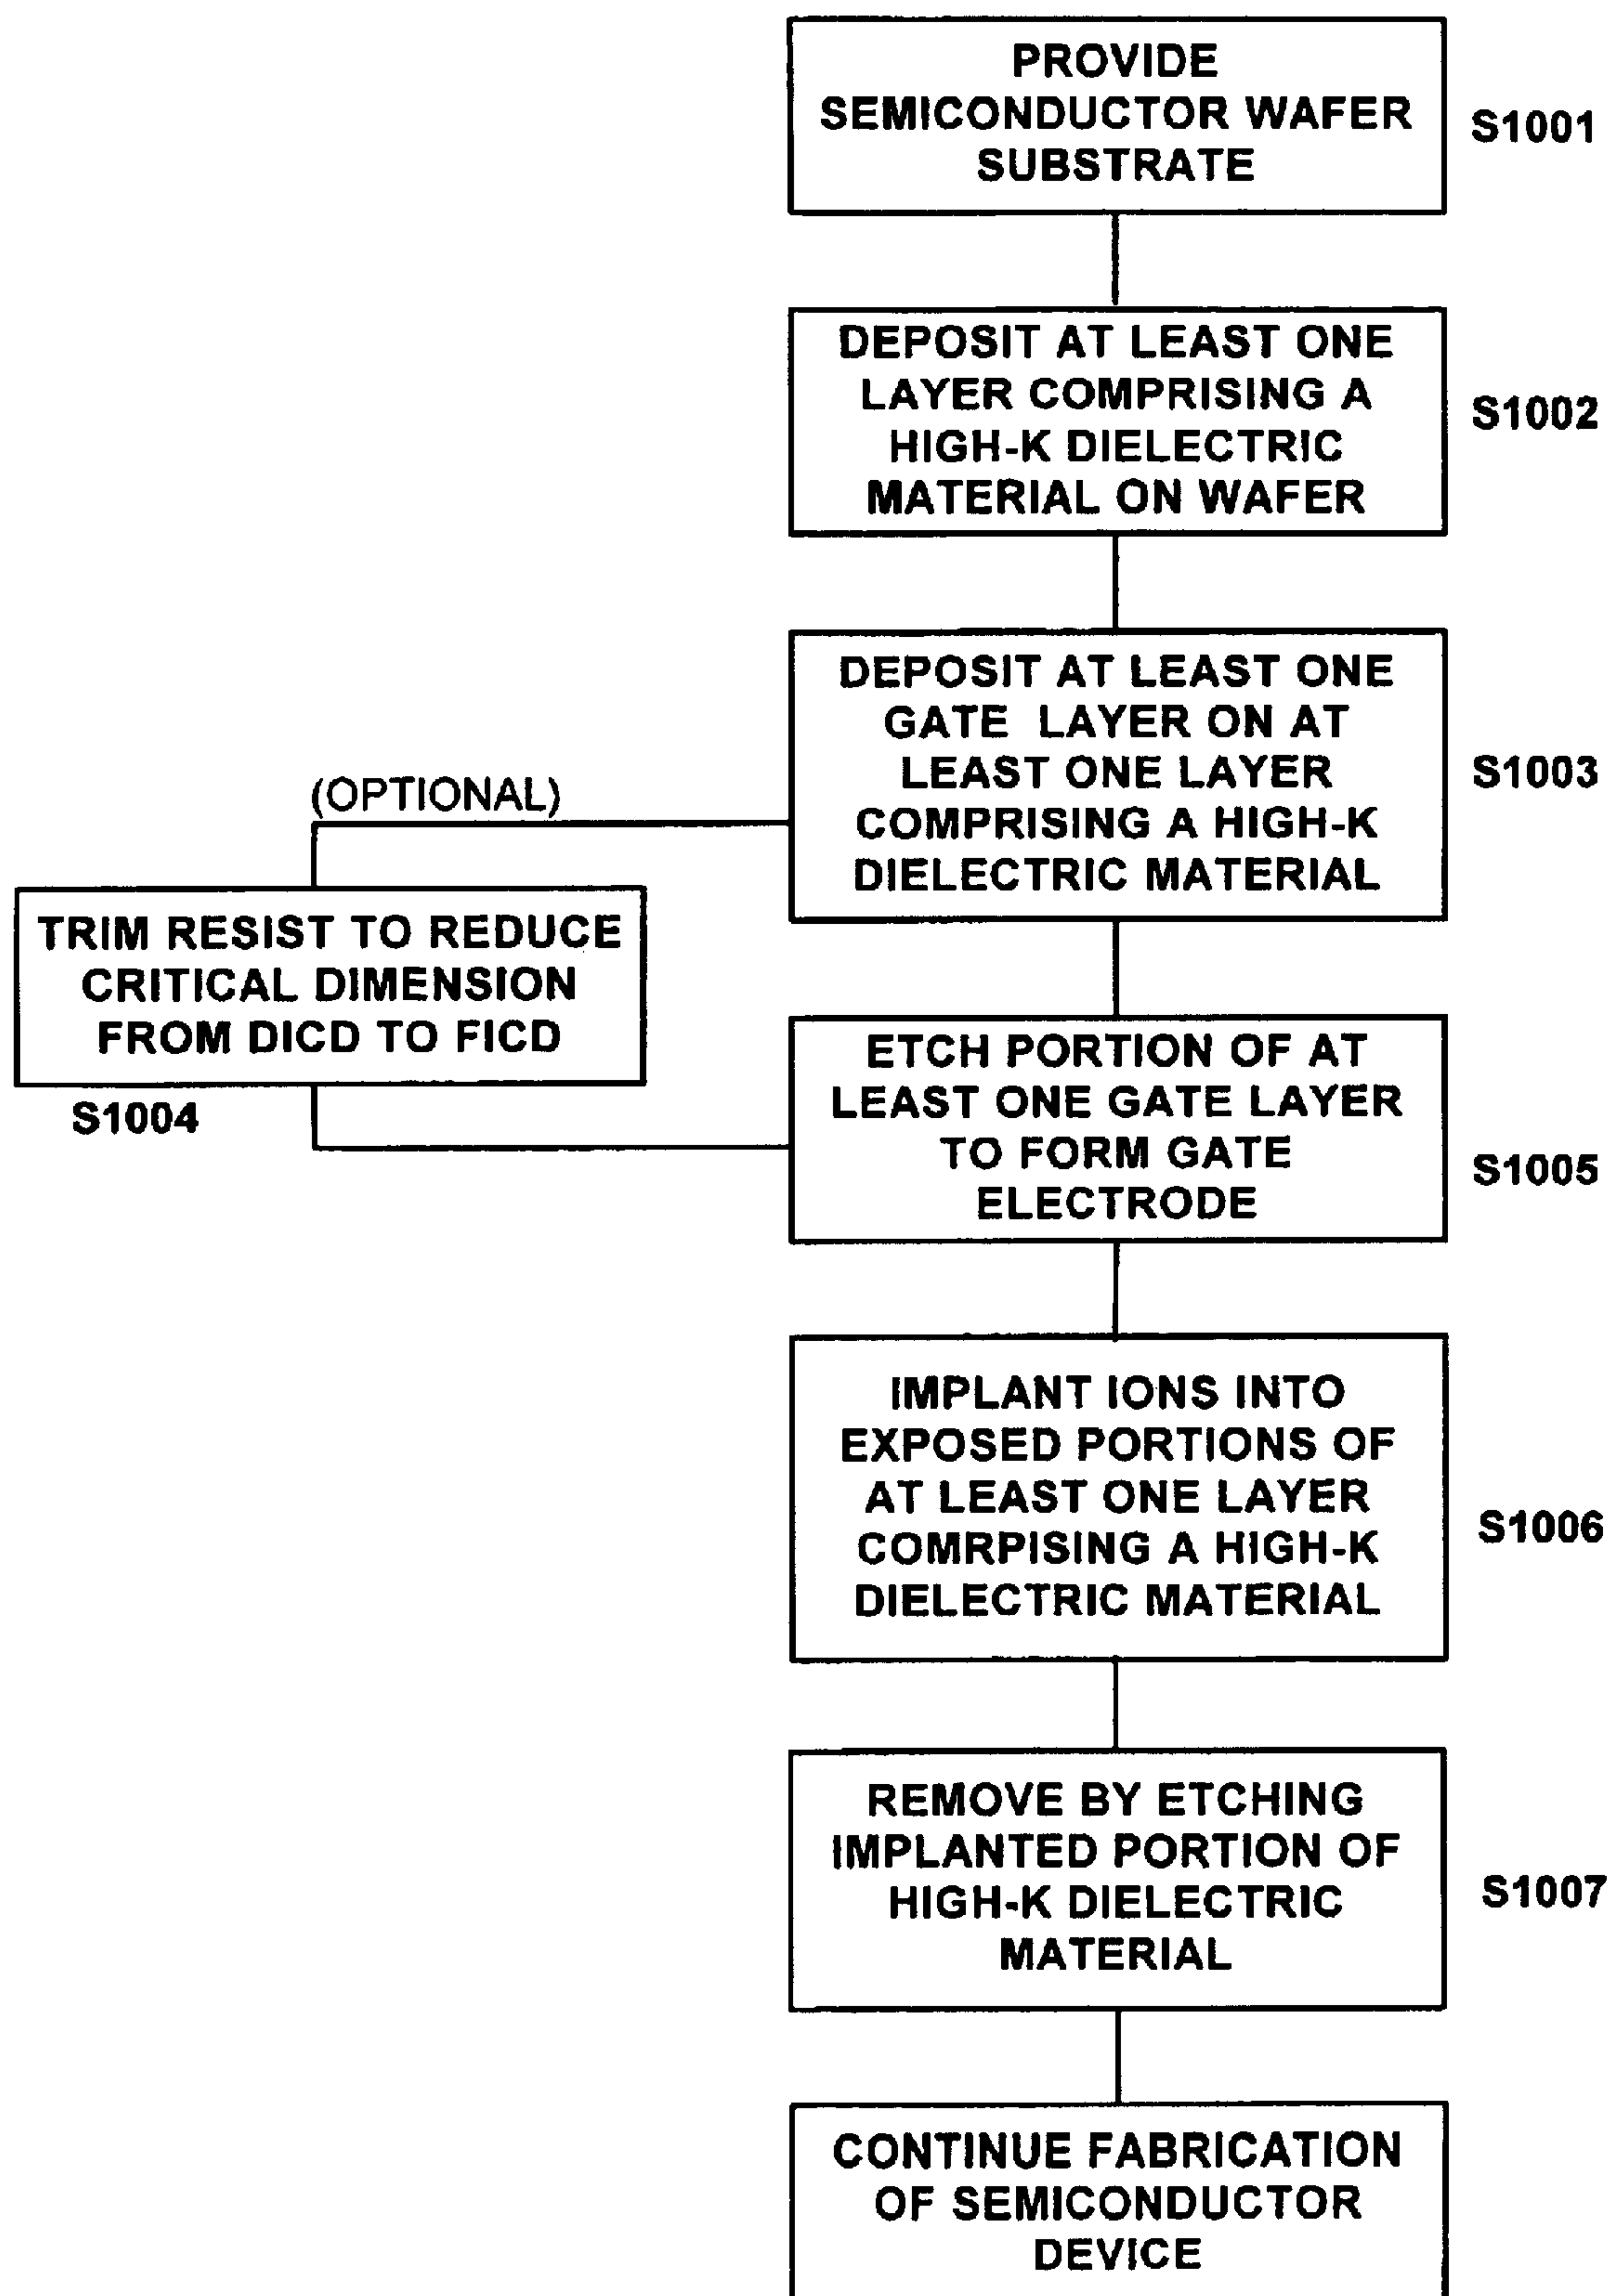 PROVIDE
SEMICONDUCTOR WAFER
SUBSTRATE
S1001
DEPOSIT AT LEAST ONE
LAYER COMPRISING A
HIGH-K DIELECTRIC
MATERIAL ON WAFER
S1002
DEPOSIT AT LEAST ONE
GATE LAYER ON AT
LEAST ONE LAYER
COMPRISING A HIGH-K
DIELECTRIC MATERIAL
S1003
(OPTIONAL)
TRIM RESIST TO REDUCE
CRITICAL DIMENSION
FROM DICD TO FICD
S1004
ETCH PORTION OF AT
LEAST ONE GATE LAYER
TO FORM GATE
ELECTRODE
S1005
IMPLANT IONS INTO
EXPOSED PORTIONS OF
AT LEAST ONE LAYER
COMRPISING A HIGH-K
DIELECTRIC MATERIAL
S1006
REMOVE BY ETCHING
IMPLANTED PORTION OF
HIGH-K DIELECTRIC
MATERIAL
S1007
CONTINUE FABRICATION
OF SEMICONDUCTOR
DEVICE